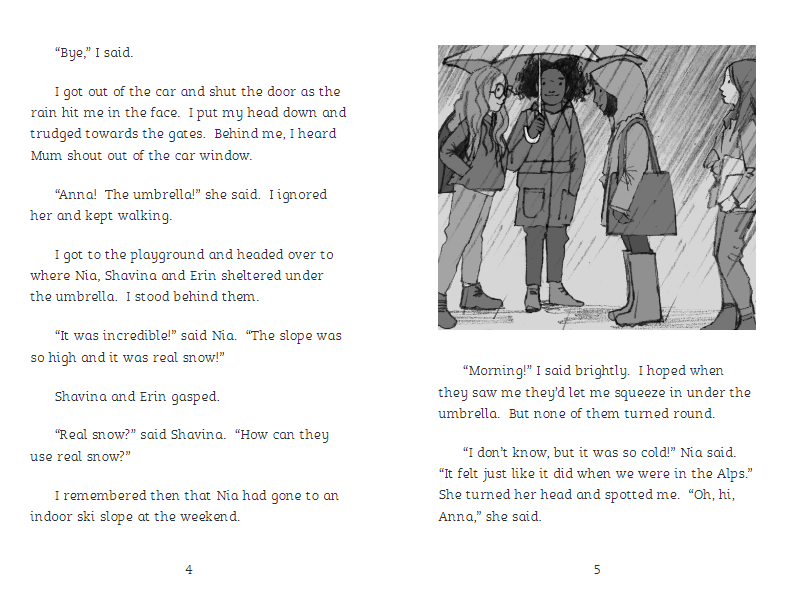 “Bye,” I said.
I got out of the car and shut the door as the
rain hit me in the face.  I put my head down and
trudged towards the gates.  Behind me, I heard
Mum shout out of the car window.
“Anna!  The umbrella!” she said.  I ignored
her and kept walking.
I got to the playground and headed over to
where Nia, Shavina and Erin sheltered under
the umbrella.  I stood behind them.
“It was incredible!” said Nia.  “The slope was
so high and it was real snow!”
Shavina and Erin gasped.
“Real snow?” said Shavina.  “How can they
use real snow?”
I remembered then that Nia had gone to an
indoor ski slope at the weekend.
4
“Morning!” I said brightly.  I hoped when
they saw me they’d let me squeeze in under the
umbrella.  But none of them turned round.
“I don’t know, but it was so cold!” Nia said.
“It felt just like it did when we were in the Alps.”
She turned her head and spotted me.  “Oh, hi,
Anna,” she said.
5